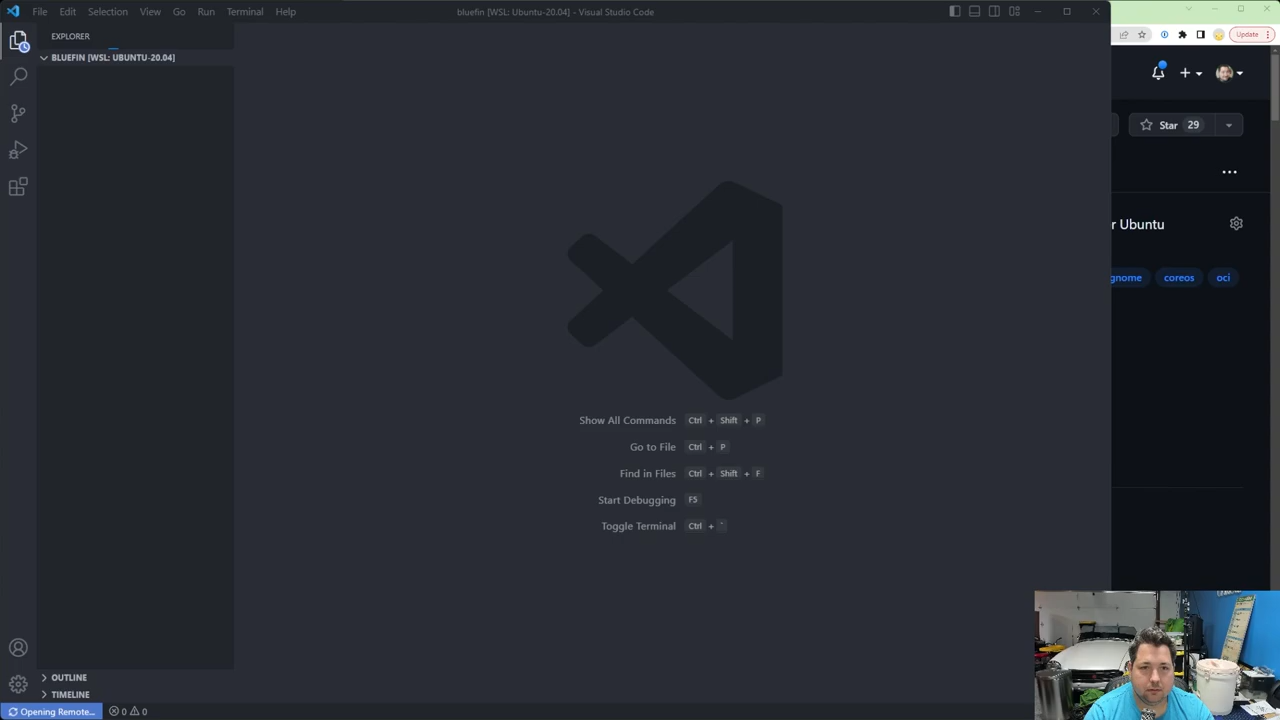 File Edit Selection View Go Run Terminal Help
bluefin [WSL: Ubuntu-20.04] - Visual Studio Code
Update
EXPLORER
BLUEFIN [WSL: UBUNTU-20.04]
Star 29
r Ubuntu
gnome coreos oci
Show All Commands Ctrl + Shift + P
Go to File Ctrl + P
Find in Files Ctrl + Shift + F
Start Debugging F5
Toggle Terminal Ctrl + `
OUTLINE
TIMELINE
Opening Remote... 0 0